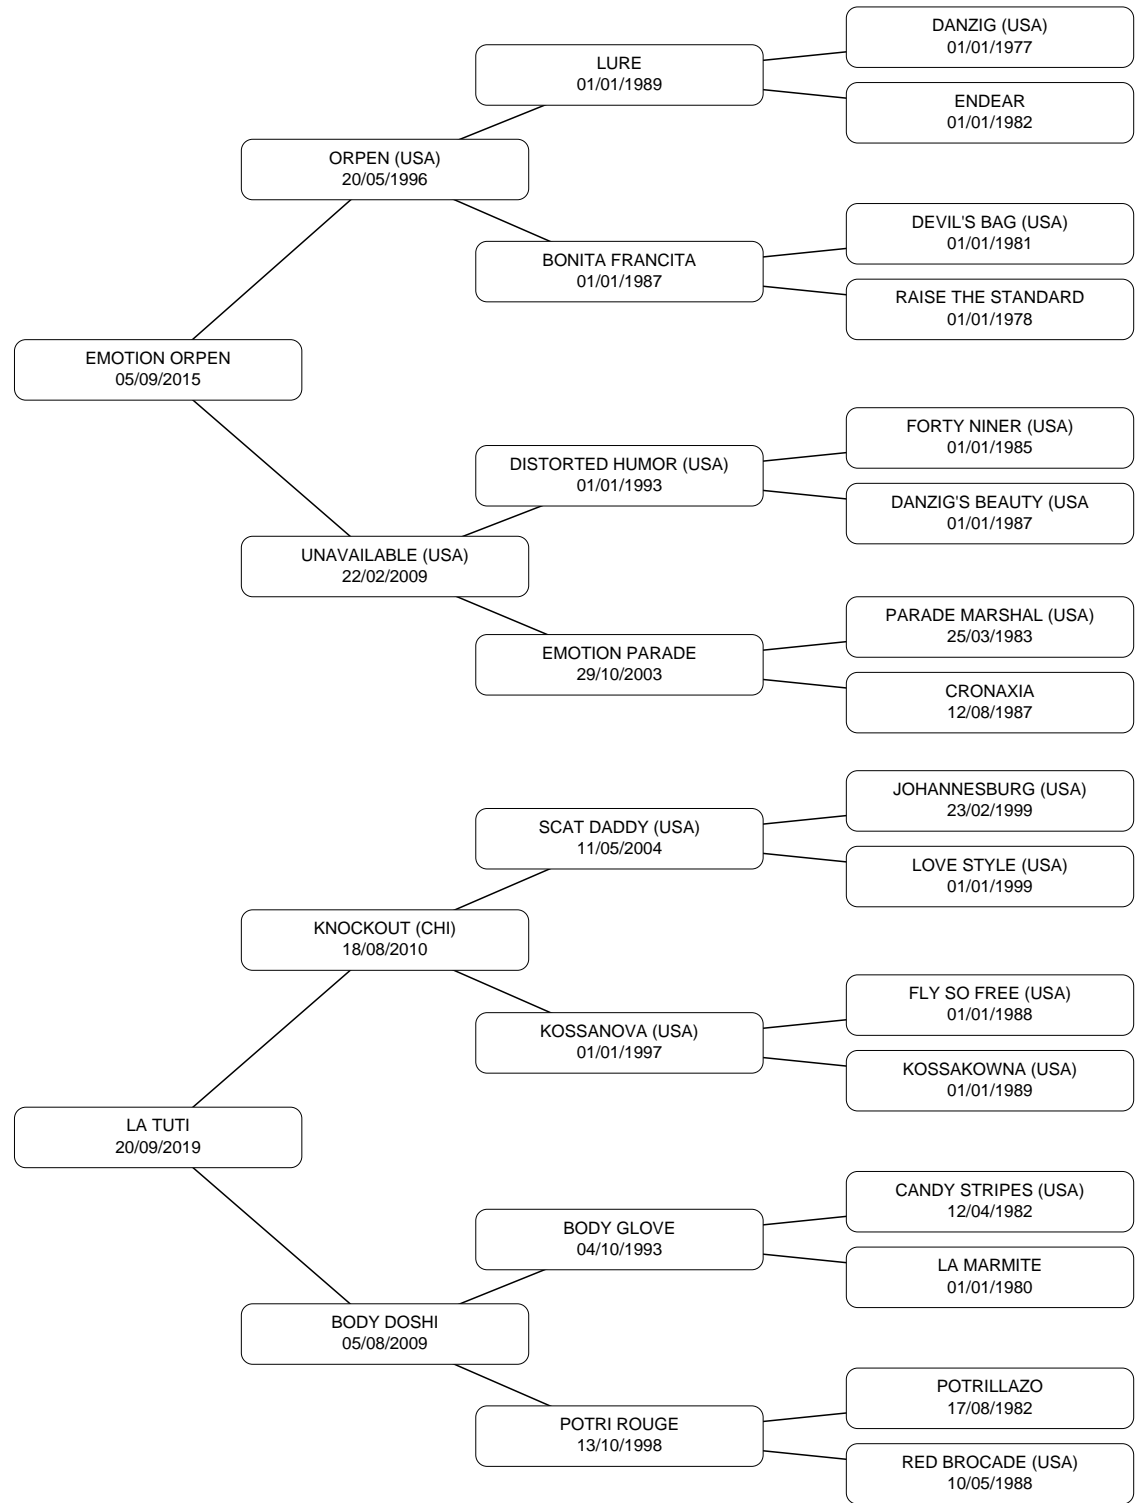 DANZIG (USA)
01/01/1977
LURE
01/01/1989
ENDEAR
01/01/1982
ORPEN (USA)
20/05/1996
DEVIL'S BAG (USA)
01/01/1981
BONITA FRANCITA
01/01/1987
RAISE THE STANDARD
01/01/1978
EMOTION ORPEN
05/09/2015
FORTY NINER (USA)
01/01/1985
DISTORTED HUMOR (USA)
01/01/1993
DANZIG'S BEAUTY (USA
01/01/1987
UNAVAILABLE (USA)
22/02/2009
PARADE MARSHAL (USA)
25/03/1983
EMOTION PARADE
29/10/2003
CRONAXIA
12/08/1987
JOHANNESBURG (USA)
23/02/1999
SCAT DADDY (USA)
11/05/2004
LOVE STYLE (USA)
01/01/1999
KNOCKOUT (CHI)
18/08/2010
FLY SO FREE (USA)
01/01/1988
KOSSANOVA (USA)
01/01/1997
KOSSAKOWNA (USA)
01/01/1989
LA TUTI
20/09/2019
CANDY STRIPES (USA)
12/04/1982
BODY GLOVE
04/10/1993
LA MARMITE
01/01/1980
BODY DOSHI
05/08/2009
POTRILLAZO
17/08/1982
POTRI ROUGE
13/10/1998
RED BROCADE (USA)
10/05/1988